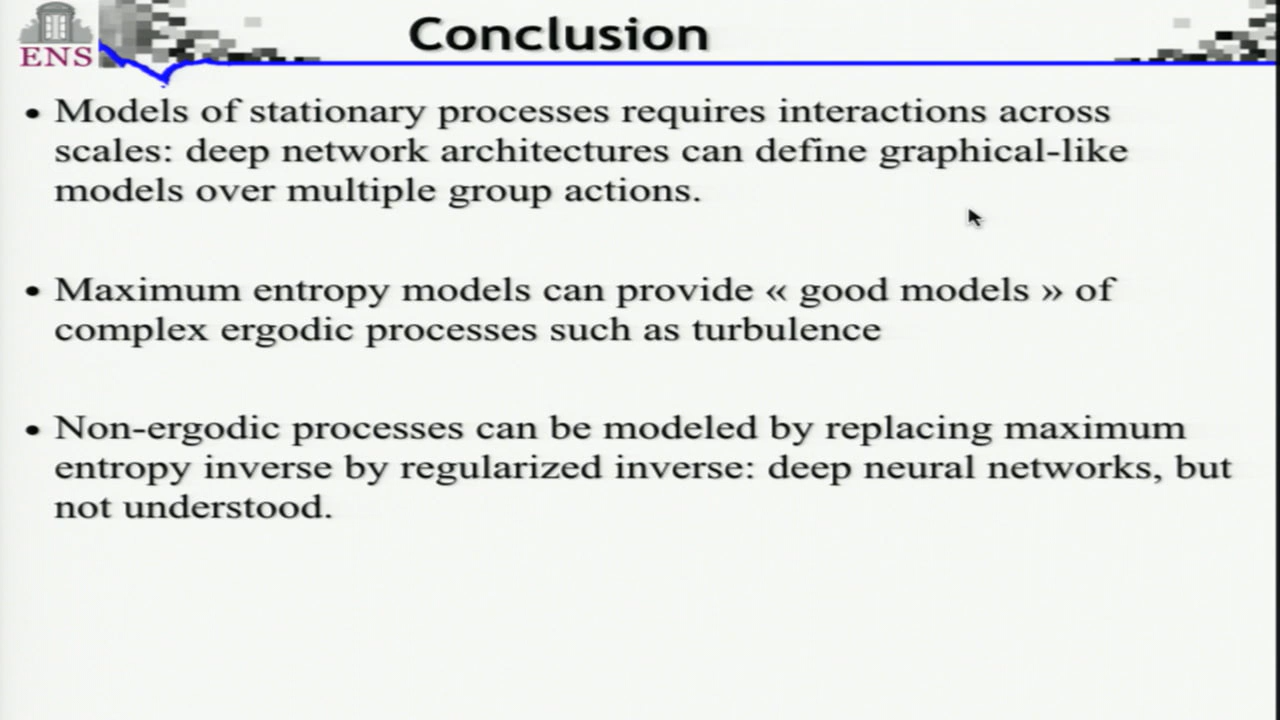 Conclusion
ENS
• Models of stationary processes requires interactions across
scales: deep network architectures can define graphical-like
models over multiple group actions.
• Maximum entropy models can provide « good models » of
complex ergodic processes such as turbulence
• Non-ergodic processes can be modeled by replacing maximum
entropy inverse by regularized inverse: deep neural networks, but
not understood.